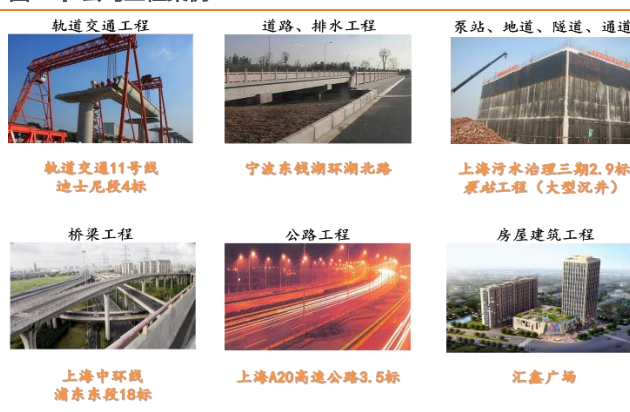 轨道交通工程
道路、排水工程
泵站、地道、隧道、通道
轨道交通11号线
迪士尼段4标
宁波东钱湖环湖北路
上海污水治理三期2.9标
泵站工程（大型沉井）
桥梁工程
公路工程
房屋建筑工程
上海中环线
浦东东段18标
上海A20高速公路3.5标
汇鑫广场